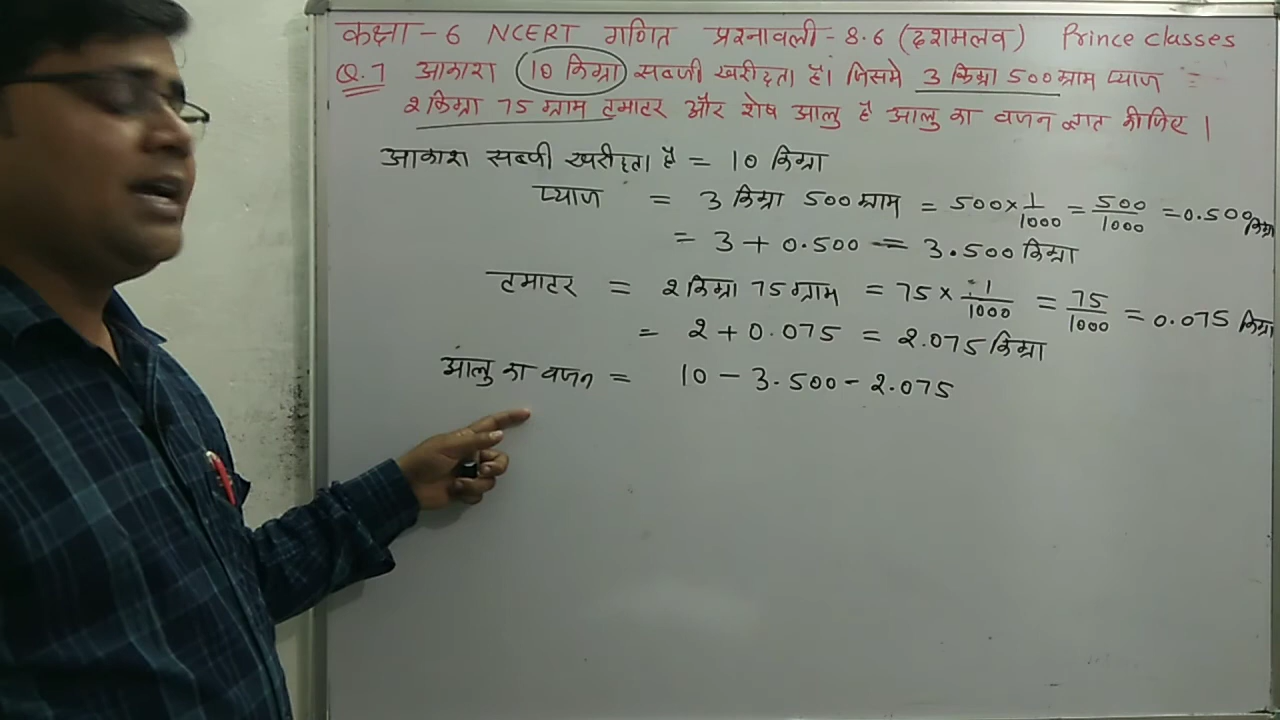 कक्षा - 6 NCERT गणित प्रश्नावली - 8.6 (दशमलव) Prince classes
Q.7 आकाश 10 किग्रा सब्जी खरीदता है। जिसमे 3 किग्रा 500 ग्राम प्याज
2 किग्रा 75 ग्राम टमाटर और शेष आलु है आलु का वजन ज्ञात कीजिए।
आकाश सब्जी खरीदता है = 10 किग्रा
प्याज = 3 किग्रा 500 ग्राम = 500 × 1/1000 = 500/1000 = 0.500 किग्रा
= 3 + 0.500 = 3.500 किग्रा
टमाटर = 2 किग्रा 75 ग्राम = 75 × 1/1000 = 75/1000 = 0.075 किग्रा
= 2 + 0.075 = 2.075 किग्रा
आलु का वजन = 10 - 3.500 - 2.075